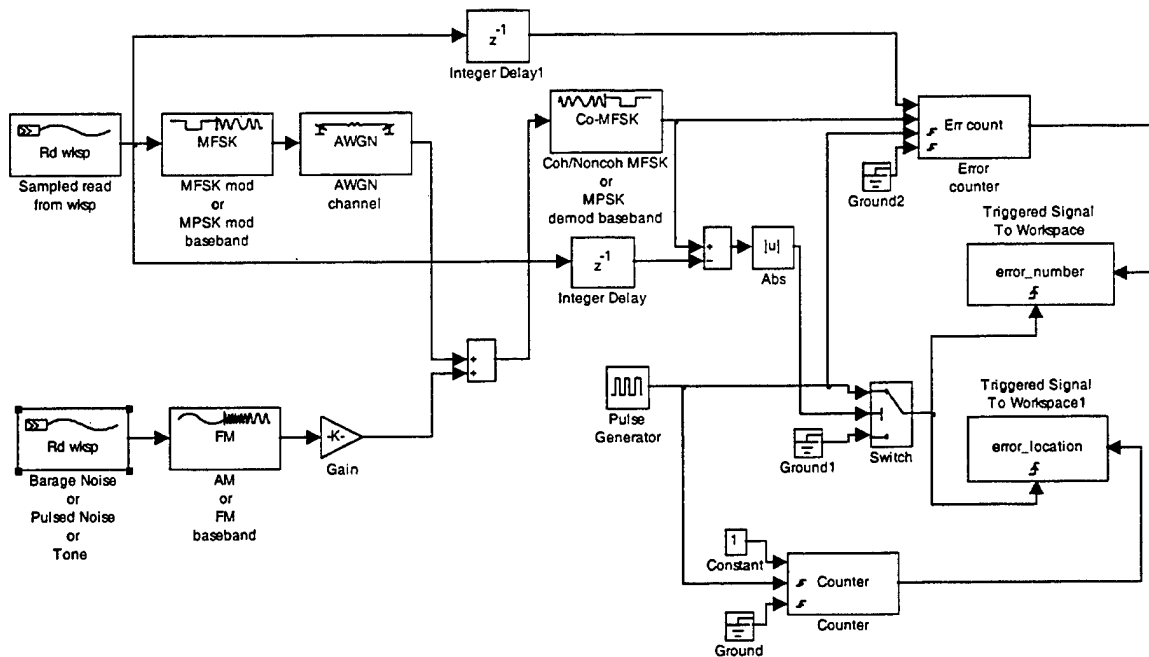 z-1
Integer Delay1
Rd wksp
Sampled read
from wksp
MFSK
MFSK mod
or
MPSK mod
baseband
AWGN
AWGN
channel
Co-MFSK
Coh/Noncoh MFSK
or
MPSK
demod baseband
Err count
Error
counter
Ground2
z-1
Integer Delay
+
−
|u|
Abs
Triggered Signal
To Workspace
error_number
+
+
Rd wksp
Barage Noise
or
Pulsed Noise
or
Tone
FM
AM
or
FM
baseband
-K-
Gain
Pulse
Generator
Ground1
Switch
Triggered Signal
To Workspace1
error_location
1
Constant
Counter
Counter
Ground